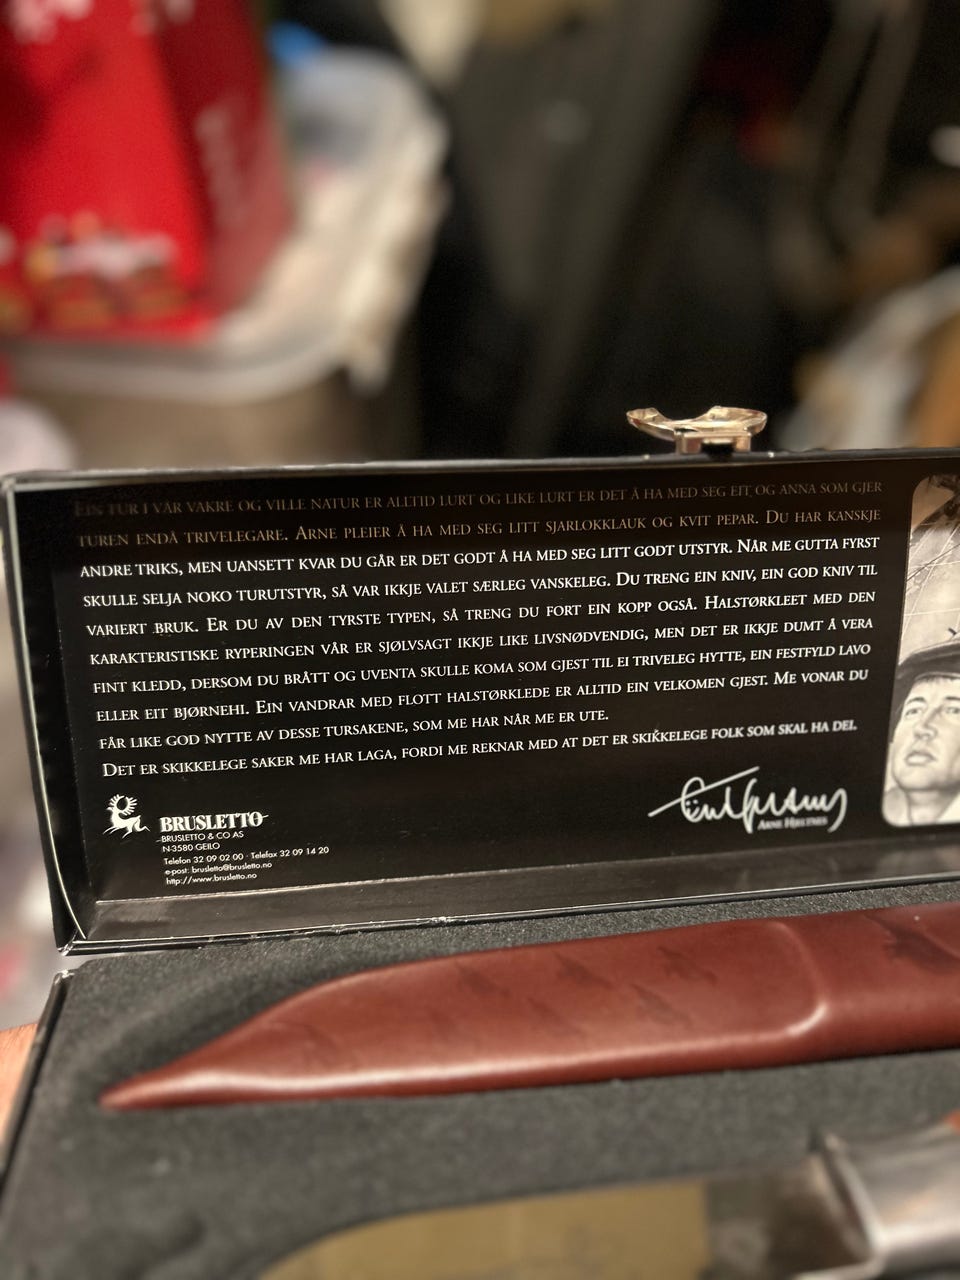 EIN TUR I VÅR VAKRE OG VILLE NATUR ER ALLTID LURT OG LIKE LURT ER DET Å HA MED SEG EIT OG ANNA SOM GJER
TUREN ENDÅ TRIVELEGARE. ARNE PLEIER Å HA MED SEG LITT SJARLOKKLAUK OG KVIT PEPAR. DU HAR KANSKJE
ANDRE TRIKS, MEN UANSETT KVAR DU GÅR ER DET GODT Å HA MED SEG LITT GODT UTSTYR. NÅR ME GUTTA FYRST
SKULLE SELJA NOKO TURUTSTYR, SÅ VAR IKKJE VALET SÆRLEG VANSKELEG. DU TRENG EIN KNIV, EIN GOD KNIV TIL
VARIERT BRUK. ER DU AV DEN TYRSTE TYPEN, SÅ TRENG DU FORT EIN KOPP OGSÅ. HALSTØRKLEET MED DEN
KARAKTERISTISKE RYPERINGEN VÅR ER SJØLVSAGT IKKJE LIKE LIVSNØDVENDIG, MEN DET ER IKKJE DUMT Å VERA
FINT KLEDD, DERSOM DU BRÅTT OG UVENTA SKULLE KOMA SOM GJEST TIL EI TRIVELEG HYTTE, EIN FESTFYLD LAVO
ELLER EIT BJØRNEHI. EIN VANDRAR MED FLOTT HALSTØRKLEDE ER ALLTID EIN VELKOMEN GJEST. ME VONAR DU
FÅR LIKE GOD NYTTE AV DESSE TURSAKENE, SOM ME HAR NÅR ME ER UTE.
DET ER SKIKKELEGE SAKER ME HAR LAGA, FORDI ME REKNAR MED AT DET ER SKIKKELEGE FOLK SOM SKAL HA DEI.
BRUSLETTO
BRUSLETTO & CO AS
N-3580 GEILO
Telefon 32 09 02 00 · Telefax 32 09 14 20
e-post: brusletto@brusletto.no
http://www.brusletto.no
ARNE HJELTNES